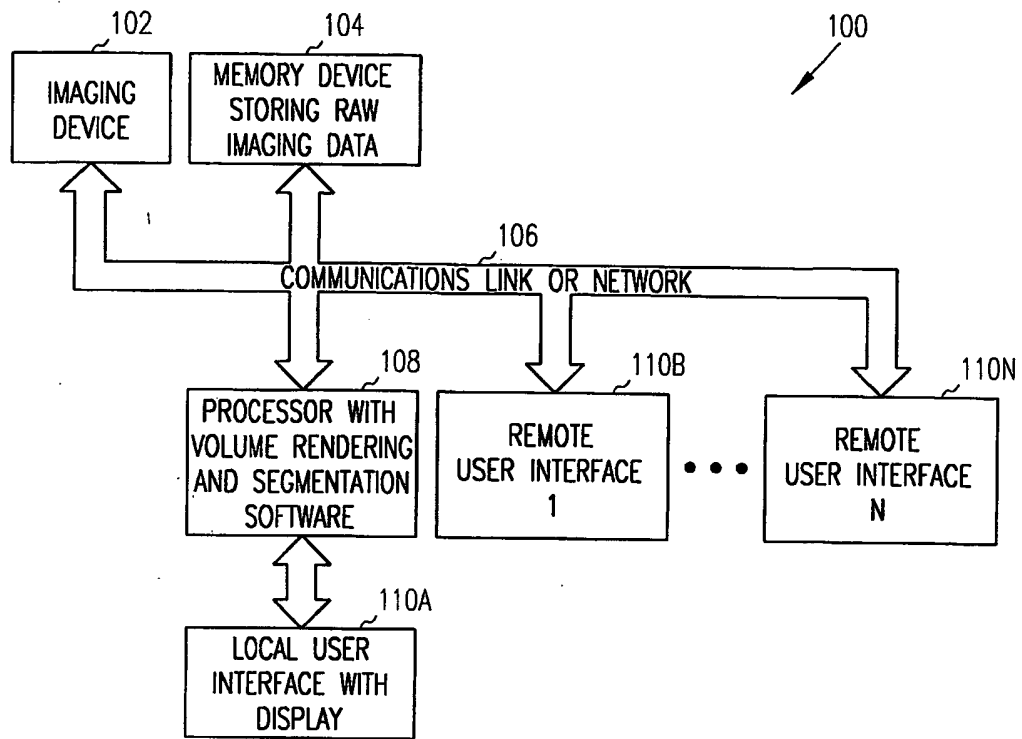 102
104
100
IMAGING
DEVICE
MEMORY DEVICE
STORING RAW
IMAGING DATA
106
COMMUNICATIONS LINK OR NETWORK
108
110B
110N
PROCESSOR WITH
VOLUME RENDERING
AND SEGMENTATION
SOFTWARE
REMOTE
USER INTERFACE
1
REMOTE
USER INTERFACE
N
110A
LOCAL USER
INTERFACE WITH
DISPLAY